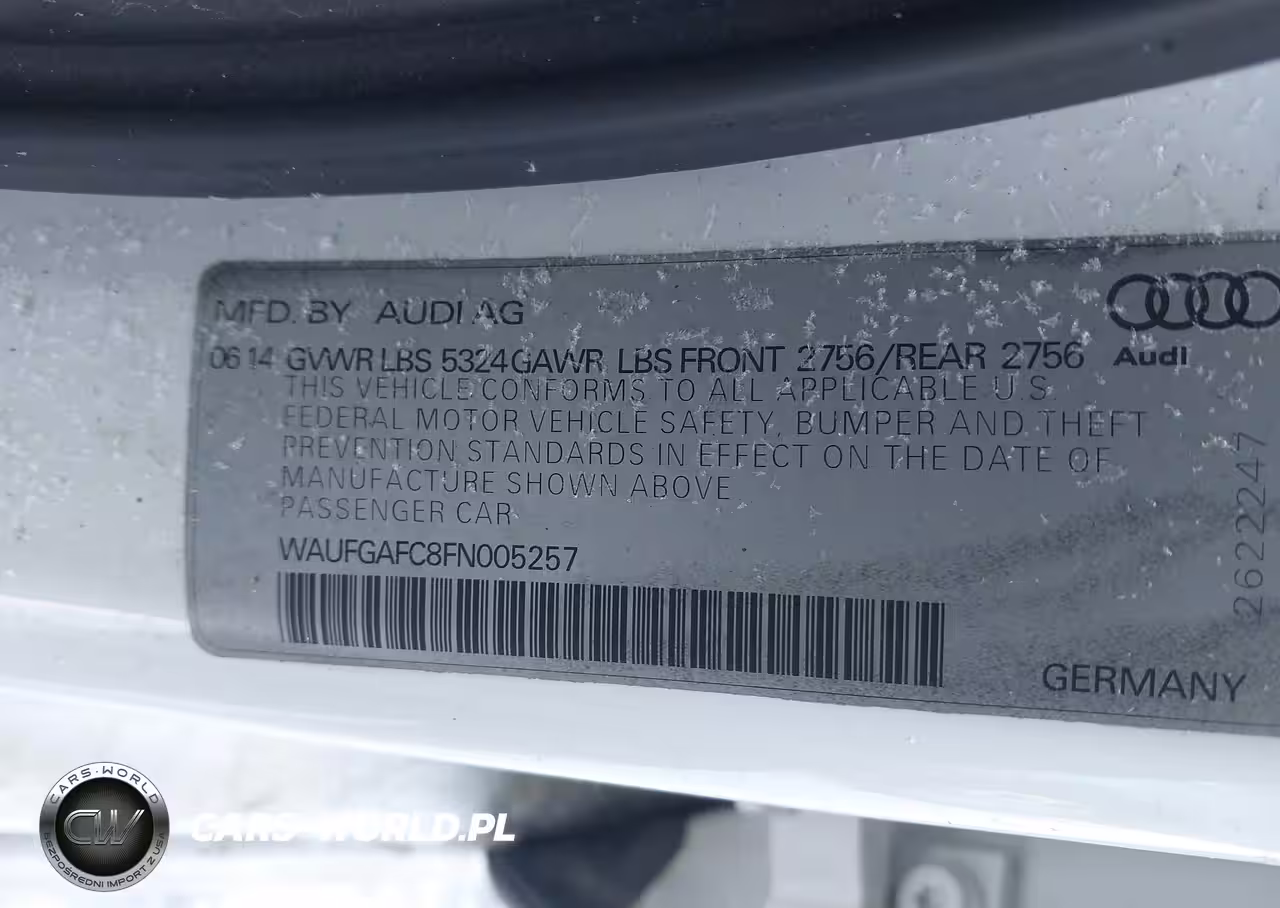 MFD. BY AUDI AG
06 14 GVWR LBS 5324 GAWR LBS FRONT 2756/REAR 2756
Audi
THIS VEHICLE CONFORMS TO ALL APPLICABLE U.S.
FEDERAL MOTOR VEHICLE SAFETY, BUMPER AND THEFT
PREVENTION STANDARDS IN EFFECT ON THE DATE OF
MANUFACTURE SHOWN ABOVE
PASSENGER CAR
WAUFGAFC8FN005257
2622247
GERMANY
CARS-WORLD
CW
BEZPOŚREDNI IMPORT Z USA
CARS-WORLD.PL